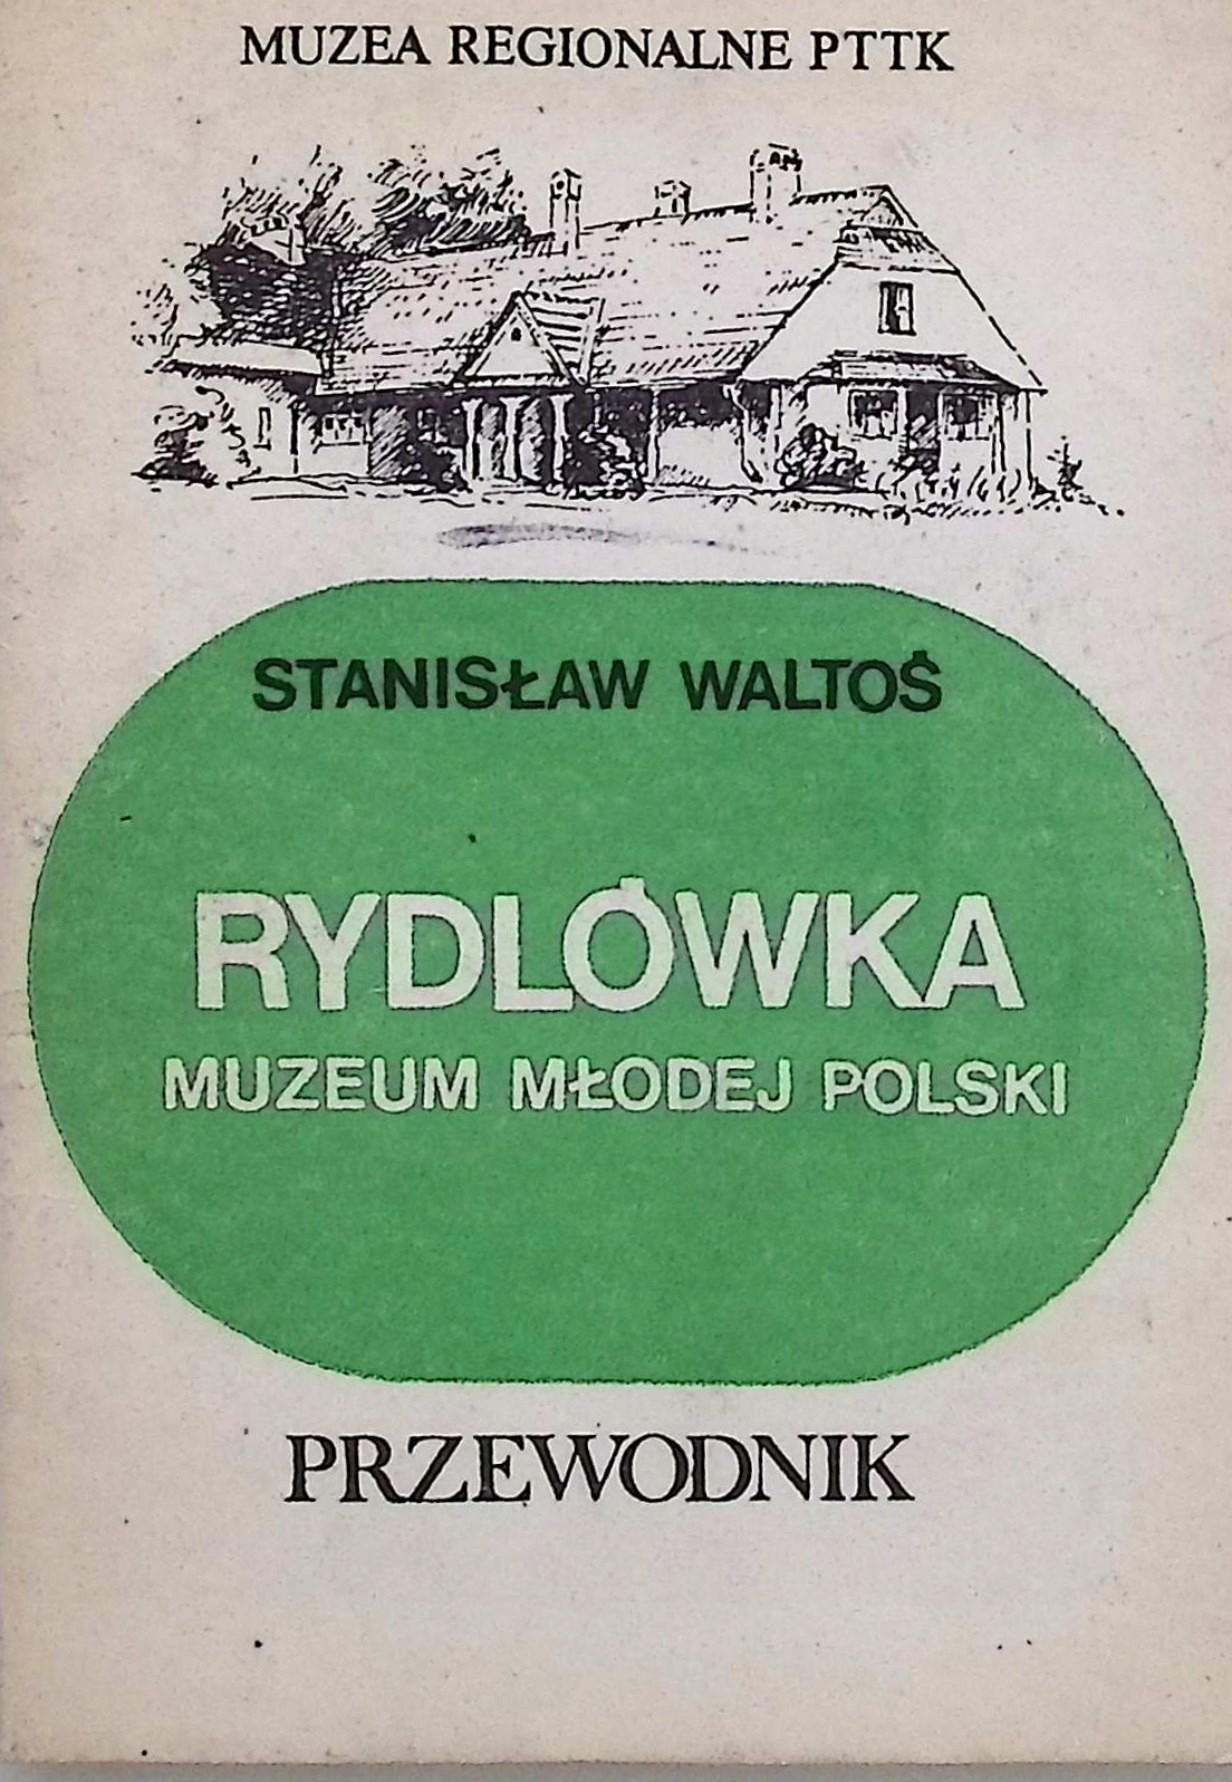 MUZEA REGIONALNE PTTK
STANISŁAW WALTOŚ
RYDLÓWKA
MUZEUM MŁODEJ POLSKI
PRZEWODNIK